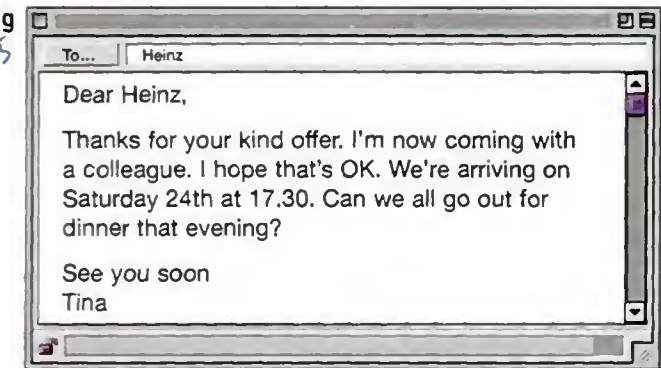 g
5
To... Heinz
Dear Heinz,
Thanks for your kind offer. I'm now coming with
a colleague. I hope that's OK. We're arriving on
Saturday 24th at 17.30. Can we all go out for
dinner that evening?
See you soon
Tina